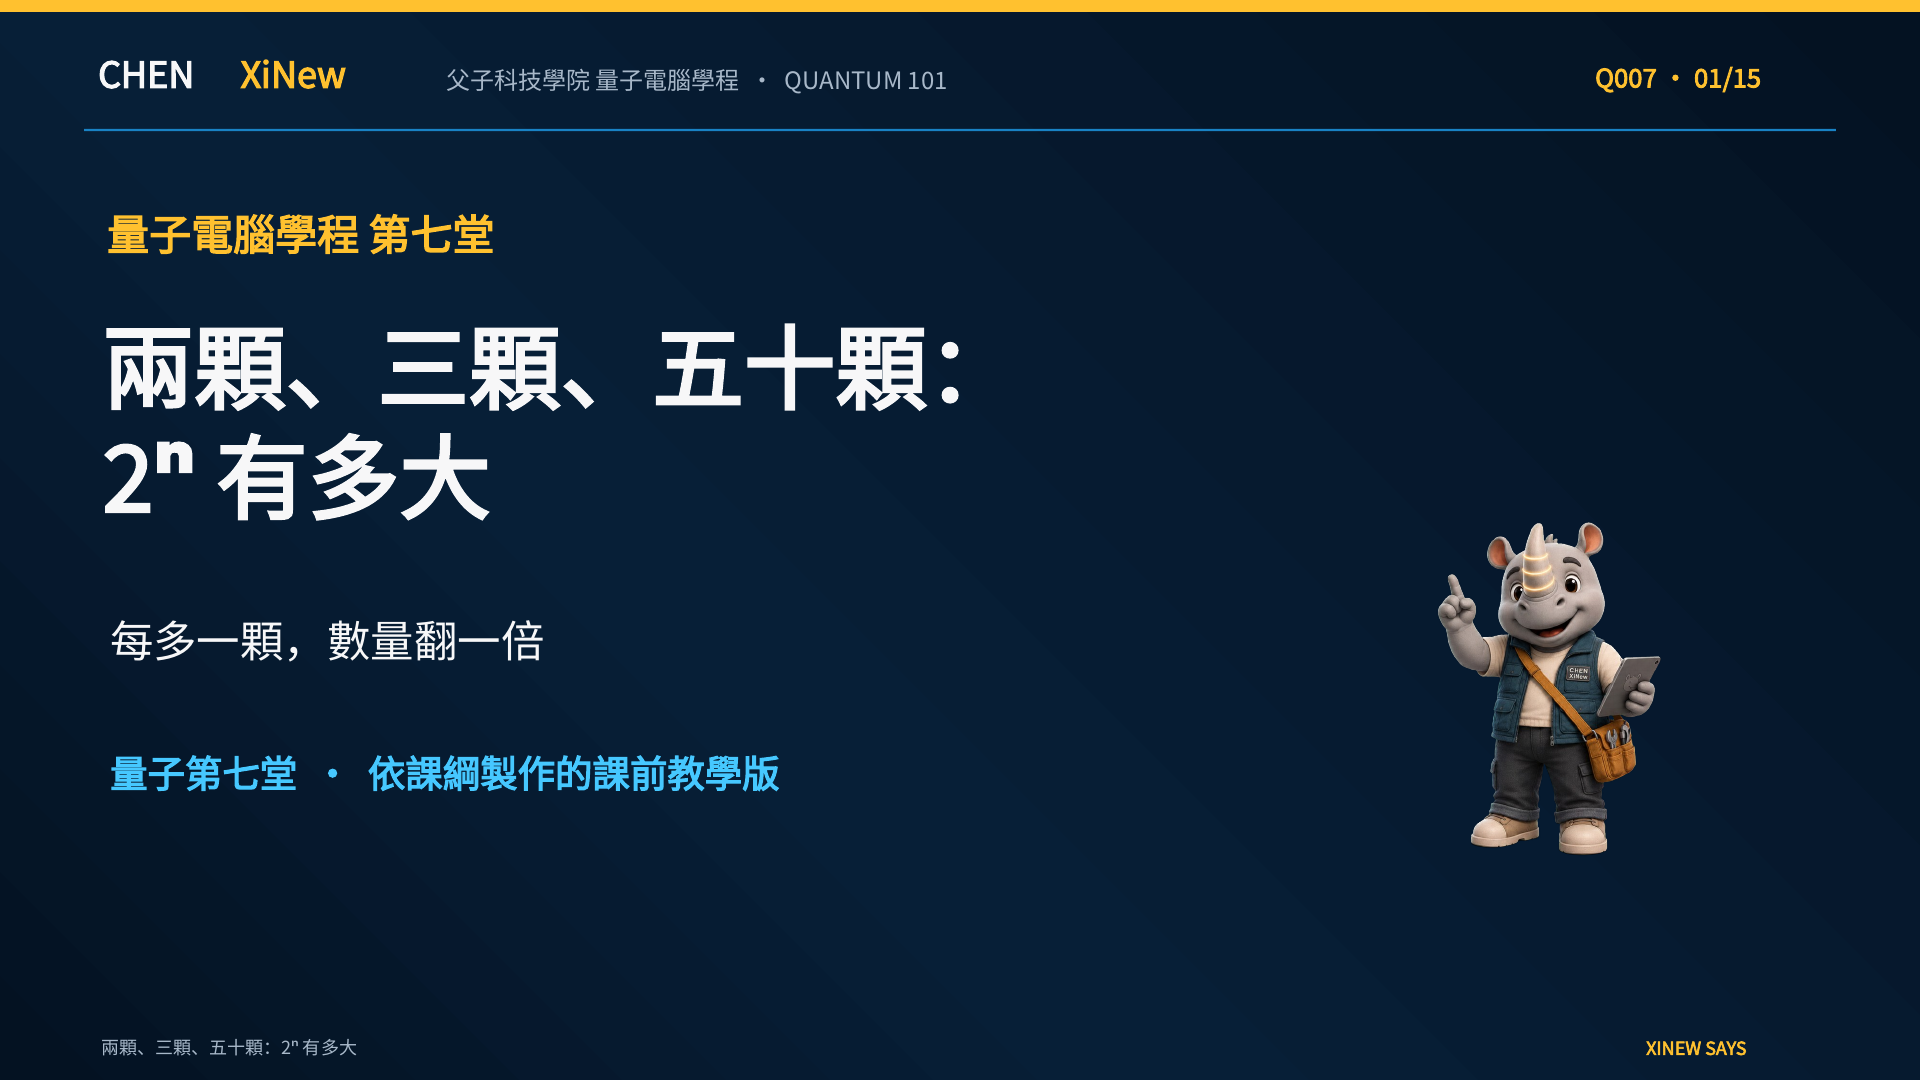 CHEN XiNew 父子科技學院 量子電腦學程 • QUANTUM 101 Q007 • 01/15
量子電腦學程 第七堂
兩顆、三顆、五十顆：
2ⁿ 有多大
每多一顆，數量翻一倍
量子第七堂 • 依課綱製作的課前教學版
CHEN
XiNew
兩顆、三顆、五十顆：2ⁿ 有多大 XINEW SAYS